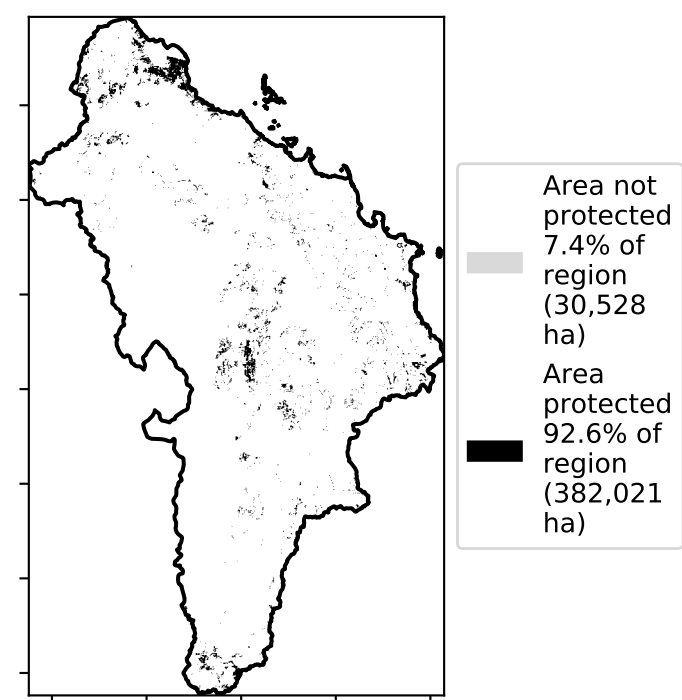 Area not
protected
7.4% of
region
(30,528
ha)
Area
protected
92.6% of
region
(382,021
ha)